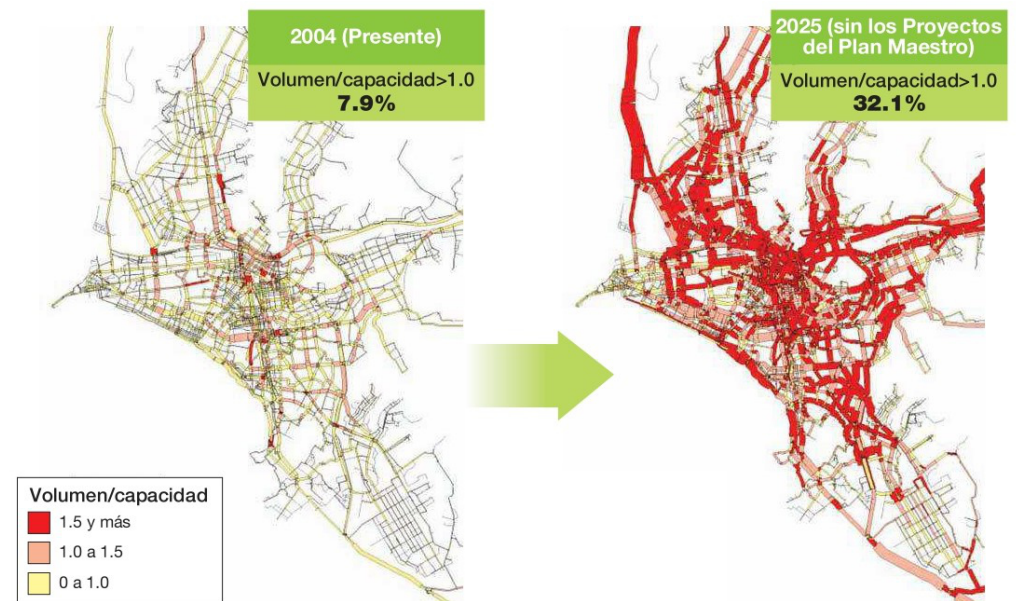 2004 (Presente)
Volumen/capacidad>1.0
7.9%
2025 (sin los Proyectos
del Plan Maestro)
Volumen/capacidad>1.0
32.1%
Volumen/capacidad
1.5 y más
1.0 a 1.5
0 a 1.0